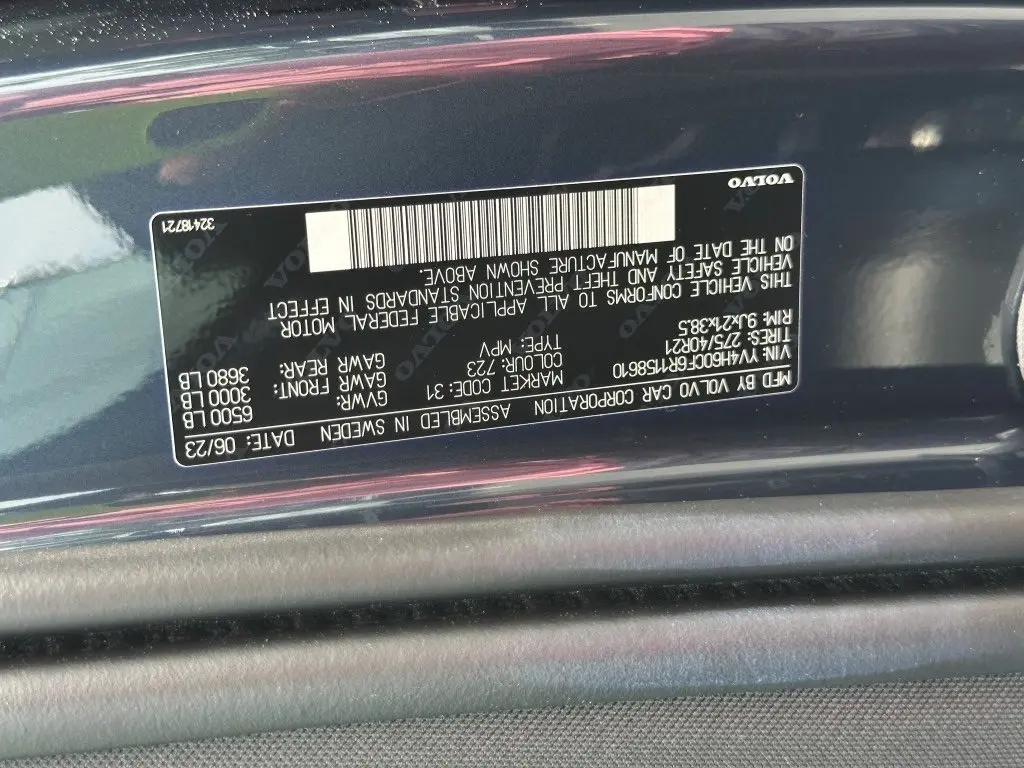 MFD BY VOLVO CAR CORPORATION ASSEMBLED IN SWEDEN DATE: 06/23
VIN: YV4H600CF6R1158610 MARKET CODE: 31 GVWR: 6500 LB
TIRES: 275/40R21 COLOUR: 723 GAWR FRONT: 3000 LB
RIM: 9Jx21x38.5 TYPE: MPV GAWR REAR: 3680 LB
THIS VEHICLE CONFORMS TO ALL APPLICABLE FEDERAL MOTOR
VEHICLE SAFETY AND THEFT PREVENTION STANDARDS IN EFFECT
ON THE DATE OF MANUFACTURE SHOWN ABOVE.
VOLVO 32418721